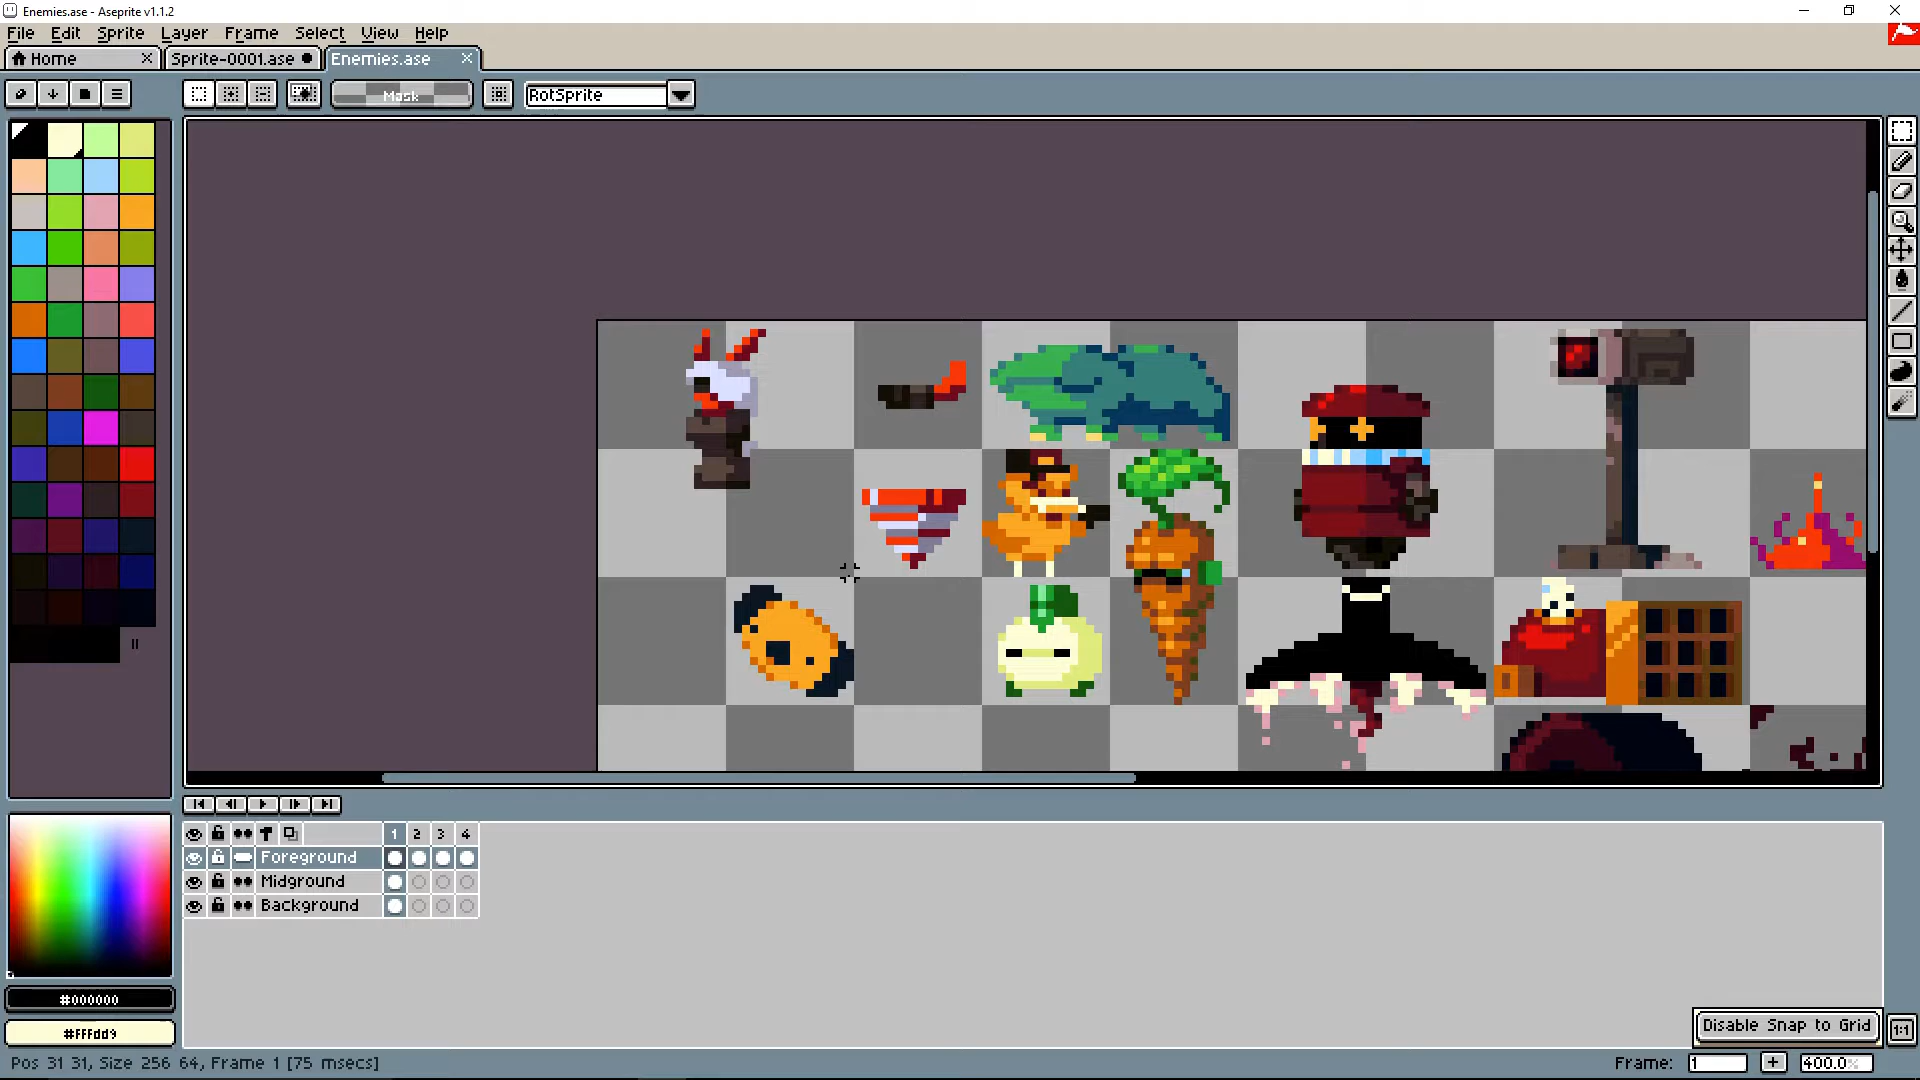 Enemies.ase - Aseprite v1.1.2
File Edit Sprite Layer Frame Select View Help
Home Sprite-0001.ase Enemies.ase
Mask RotSprite
1 2 3 4
Foreground
Midground
Background
#000000
#fffdd9
Disable Snap to Grid 1:1
Pos 31 31, Size 256 64, Frame 1 [75 msecs] Frame: 1 + 400.0%